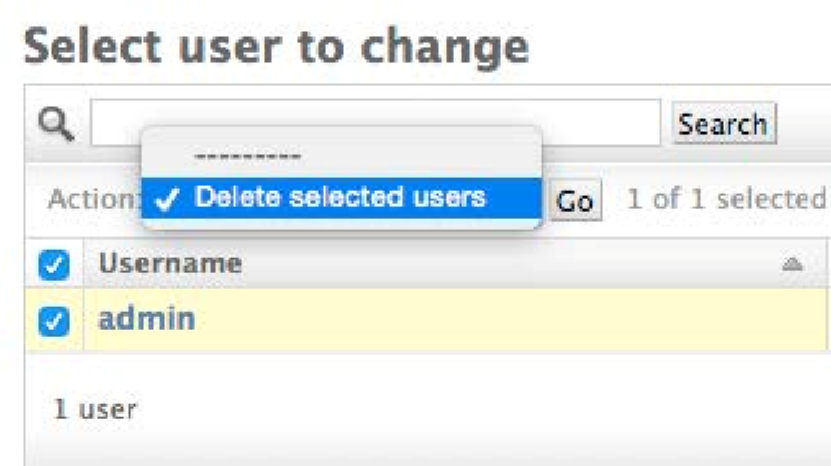 Select user to change
Search
---------
Action: ✓ Delete selected users Go 1 of 1 selected
Username
admin
1 user